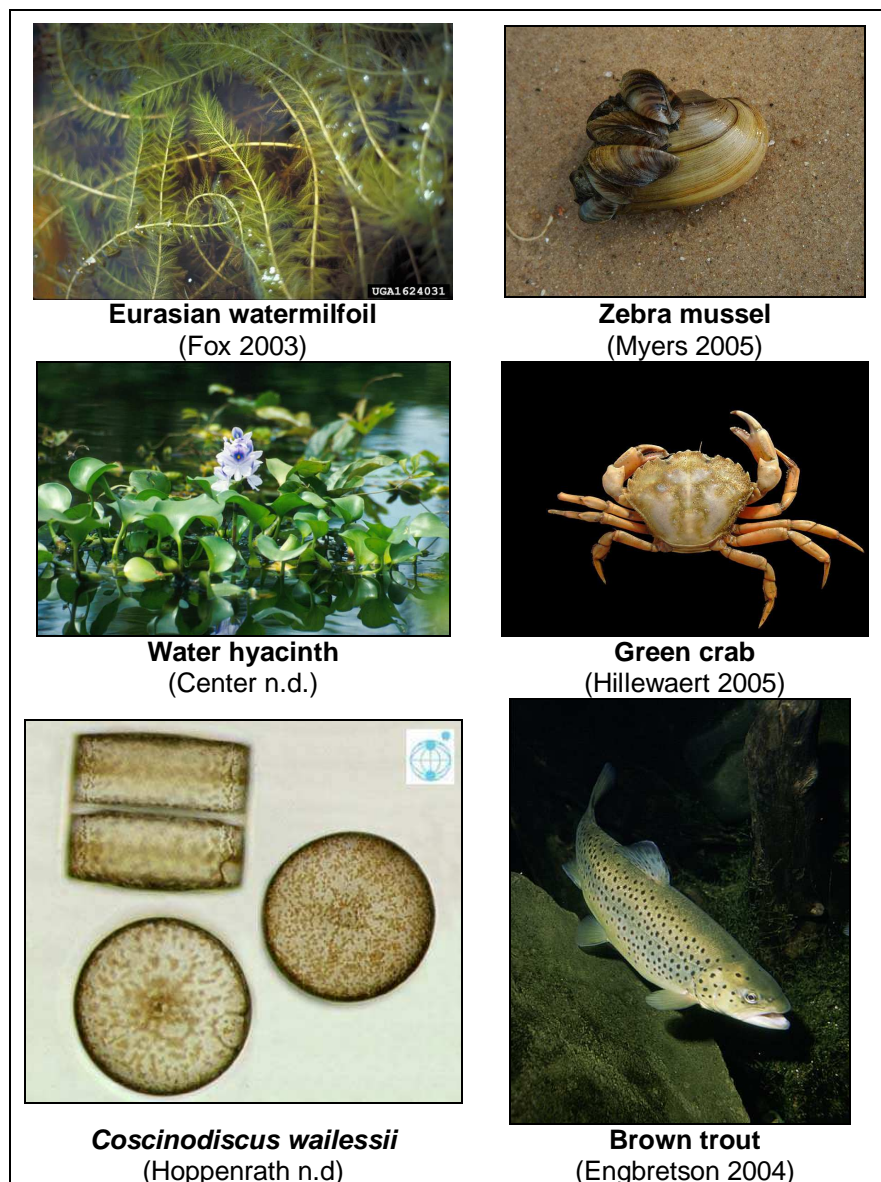 UGA1624031
Eurasian watermilfoil
(Fox 2003)
Zebra mussel
(Myers 2005)
Water hyacinth
(Center n.d.)
Green crab
(Hillewaert 2005)
Coscinodiscus wailessii
(Hoppenrath n.d)
Brown trout
(Engbretson 2004)